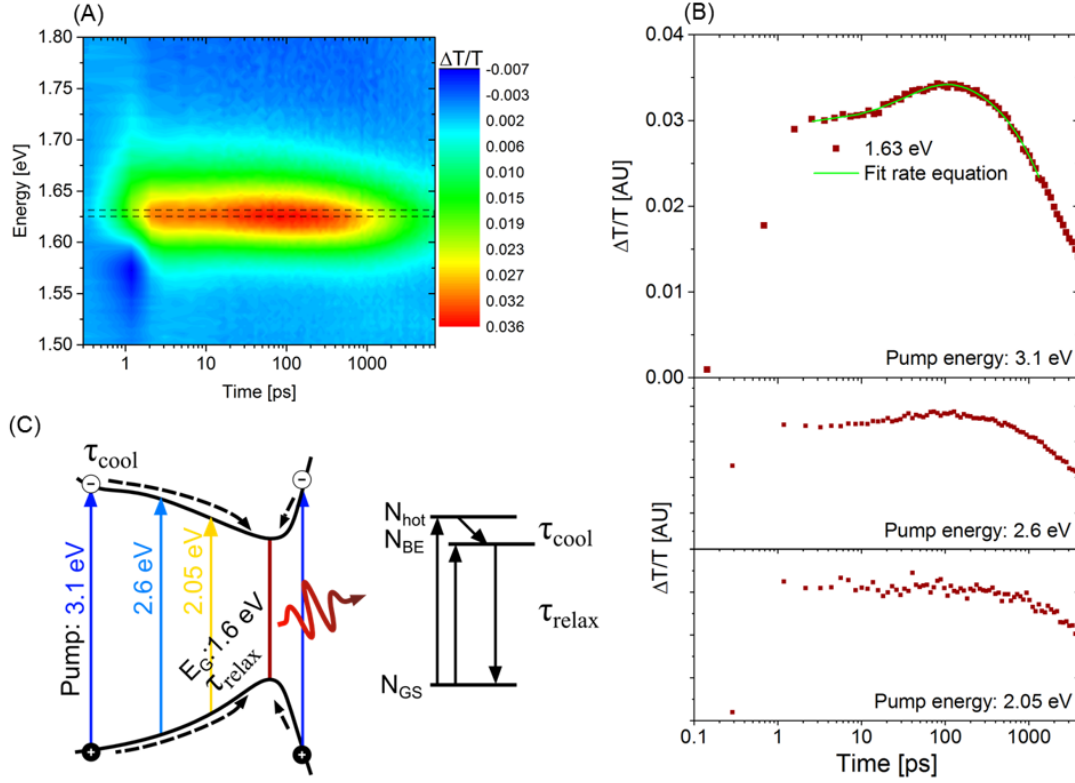 (A)
1.80
1.75
1.70
1.65
1.60
1.55
1.50
Energy [eV]
1 10 100 1000
Time [ps]
ΔT/T
-0.007
-0.003
0.002
0.006
0.011
0.015
0.019
0.023
0.027
0.032
0.036
(B)
0.04
0.03
0.02
0.01
0.00
ΔT/T [AU]
1.63 eV
Fit rate equation
Pump energy: 3.1 eV
Pump energy: 2.6 eV
ΔT/T [AU]
Pump energy: 2.05 eV
0.1 1 10 100 1000
Time [ps]
(C)
τcool
Pump: 3.1 eV
2.6 eV
2.05 eV
EG:1.6 eV
τrelax
Nhot
NBE
τcool
τrelax
NGS